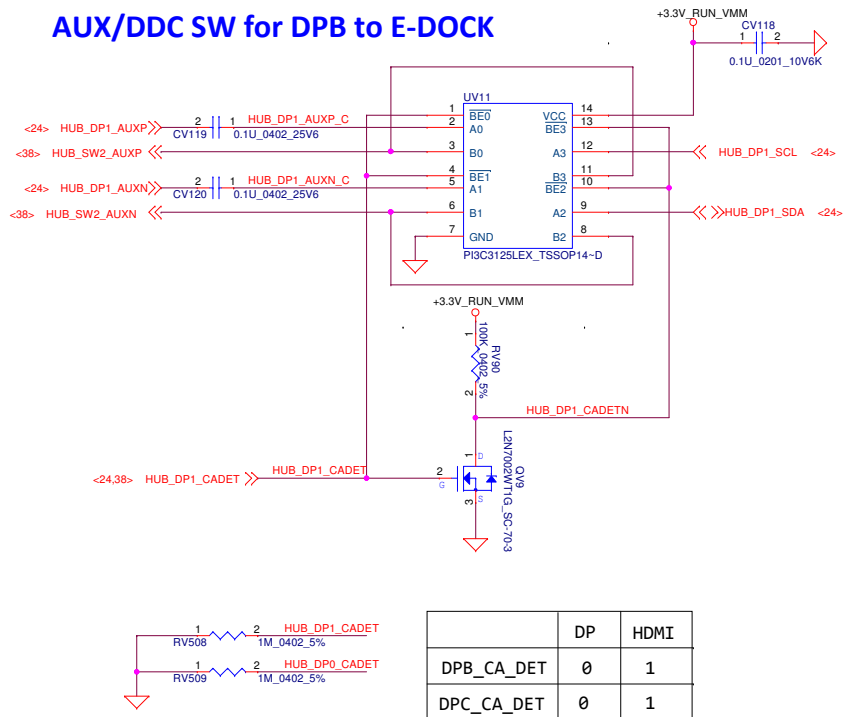 AUX/DDC SW for DPB to E-DOCK
+3.3V_RUN_VMM
CV118
1 2
0.1U_0201_10V6K
UV11
<24> HUB_DP1_AUXP 2 1 HUB_DP1_AUXP_C
CV119 0.1U_0402_25V6
<38> HUB_SW2_AUXP
<24> HUB_DP1_AUXN 2 1 HUB_DP1_AUXN_C
CV120 0.1U_0402_25V6
<38> HUB_SW2_AUXN
1 BE0 VCC 14
2 A0 BE3 13
3 B0 A3 12 HUB_DP1_SCL <24>
4 BE1 B3 11
5 A1 BE2 10
6 B1 A2 9 HUB_DP1_SDA <24>
7 GND B2 8
PI3C3125LEX_TSSOP14~D
+3.3V_RUN_VMM
1
RV90
100K_0402_5%
2
HUB_DP1_CADETN
<24,38> HUB_DP1_CADET HUB_DP1_CADET 2
G
1
D
3
S
QV9
L2N7002WT1G_SC-70-3
RV508 1 2 HUB_DP1_CADET
1M_0402_5%
RV509 1 2 HUB_DP0_CADET
1M_0402_5%
DP HDMI
DPB_CA_DET 0 1
DPC_CA_DET 0 1